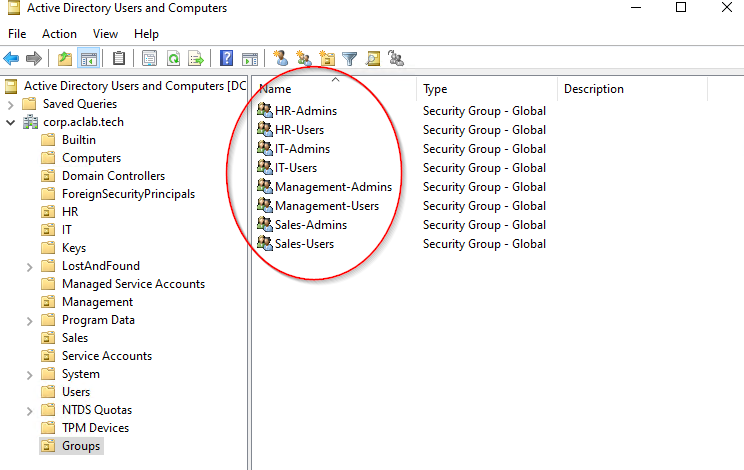 Active Directory Users and Computers
File Action View Help
Active Directory Users and Computers [DC
Saved Queries
corp.aclab.tech
Builtin
Computers
Domain Controllers
ForeignSecurityPrincipals
HR
IT
Keys
LostAndFound
Managed Service Accounts
Management
Program Data
Sales
Service Accounts
System
Users
NTDS Quotas
TPM Devices
Groups
Name Type Description
HR-Admins Security Group - Global
HR-Users Security Group - Global
IT-Admins Security Group - Global
IT-Users Security Group - Global
Management-Admins Security Group - Global
Management-Users Security Group - Global
Sales-Admins Security Group - Global
Sales-Users Security Group - Global